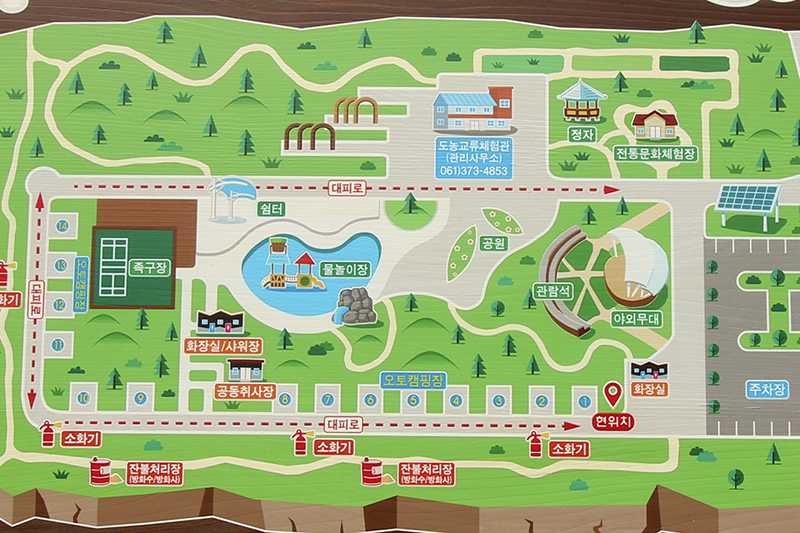 도농교류체험관
(관리사무소)
061)373-4853
정자
전통문화체험장
대피로
쉼터
14
13
12
11
오토캠핑장
족구장
물놀이장
공원
관람석
야외무대
대피로
소화기
화장실/샤워장
공동취사장
오토캠핑장
화장실
주차장
10
9
8
7
6
5
4
3
2
1
현위치
대피로
소화기
소화기
소화기
잔불처리장
(방화수/방화사)
잔불처리장
(방화수/방화사)